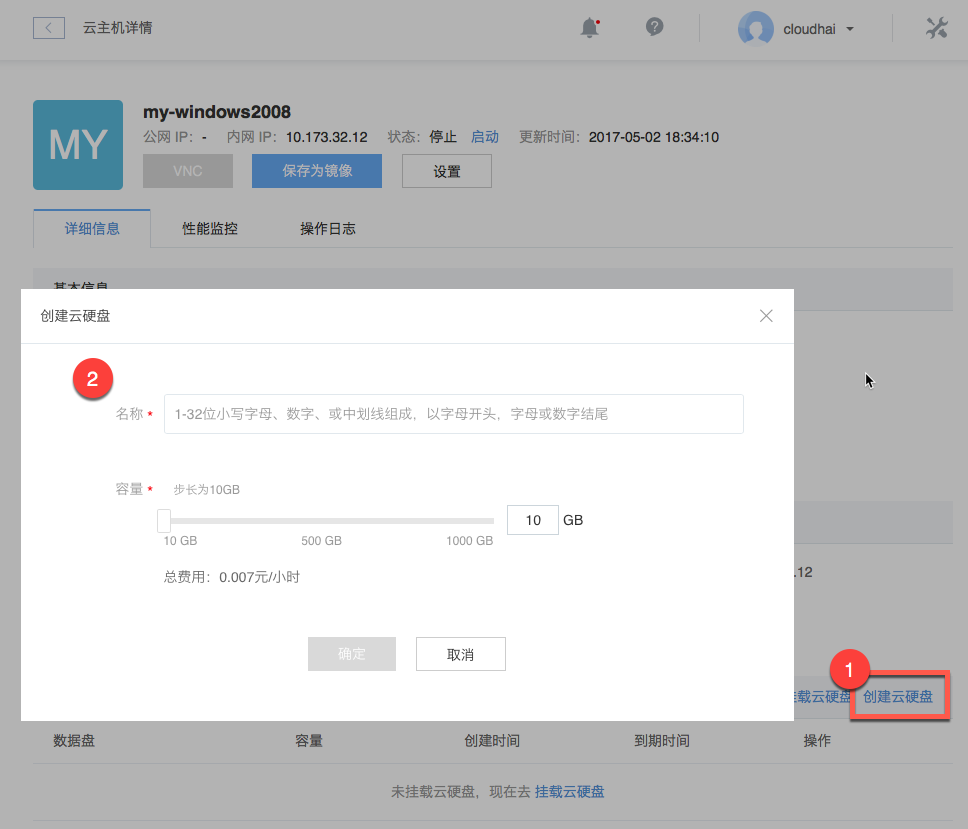 云主机详情
cloudhai
MY
my-windows2008
公网 IP: - 内网 IP: 10.173.32.12 状态: 停止 启动 更新时间: 2017-05-02 18:34:10
VNC 保存为镜像 设置
详细信息 性能监控 操作日志
基本信息
创建云硬盘
2
名称 * 1-32位小写字母、数字、或中划线组成，以字母开头，字母或数字结尾
容量 * 步长为10GB
10 GB
10 GB 500 GB 1000 GB
总费用: 0.007元/小时
.12
确定 取消
1
载云硬盘 创建云硬盘
数据盘 容量 创建时间 到期时间 操作
未挂载云硬盘，现在去 挂载云硬盘